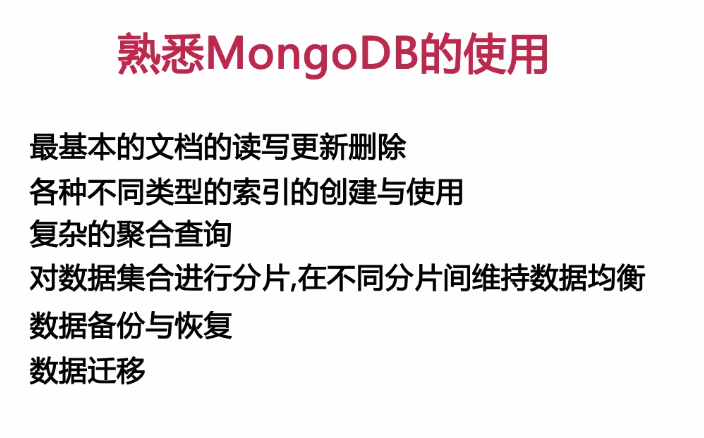 熟悉MongoDB的使用
最基本的文档的读写更新删除
各种不同类型的索引的创建与使用
复杂的聚合查询
对数据集合进行分片,在不同分片间维持数据均衡
数据备份与恢复
数据迁移